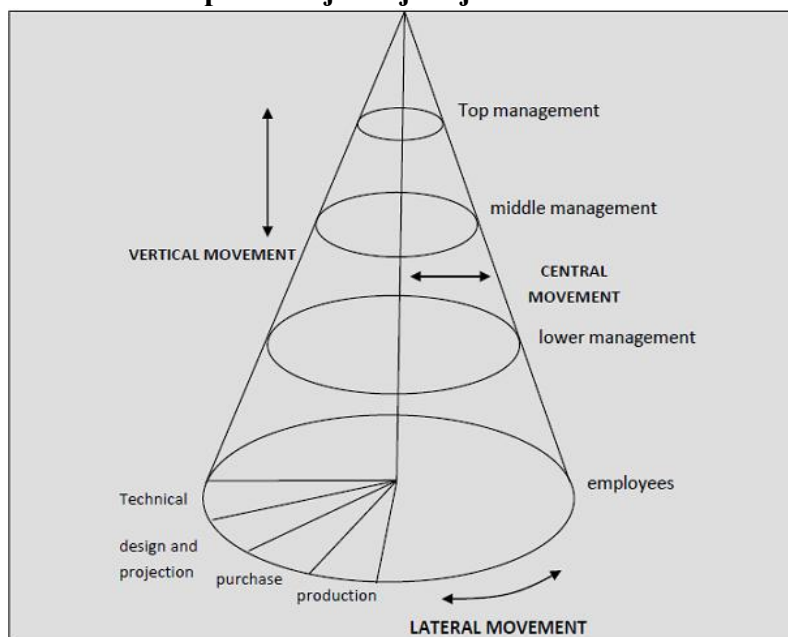 Top management
middle management
VERTICAL MOVEMENT
CENTRAL
MOVEMENT
lower management
employees
Technical
design and
projection
purchase
production
LATERAL MOVEMENT